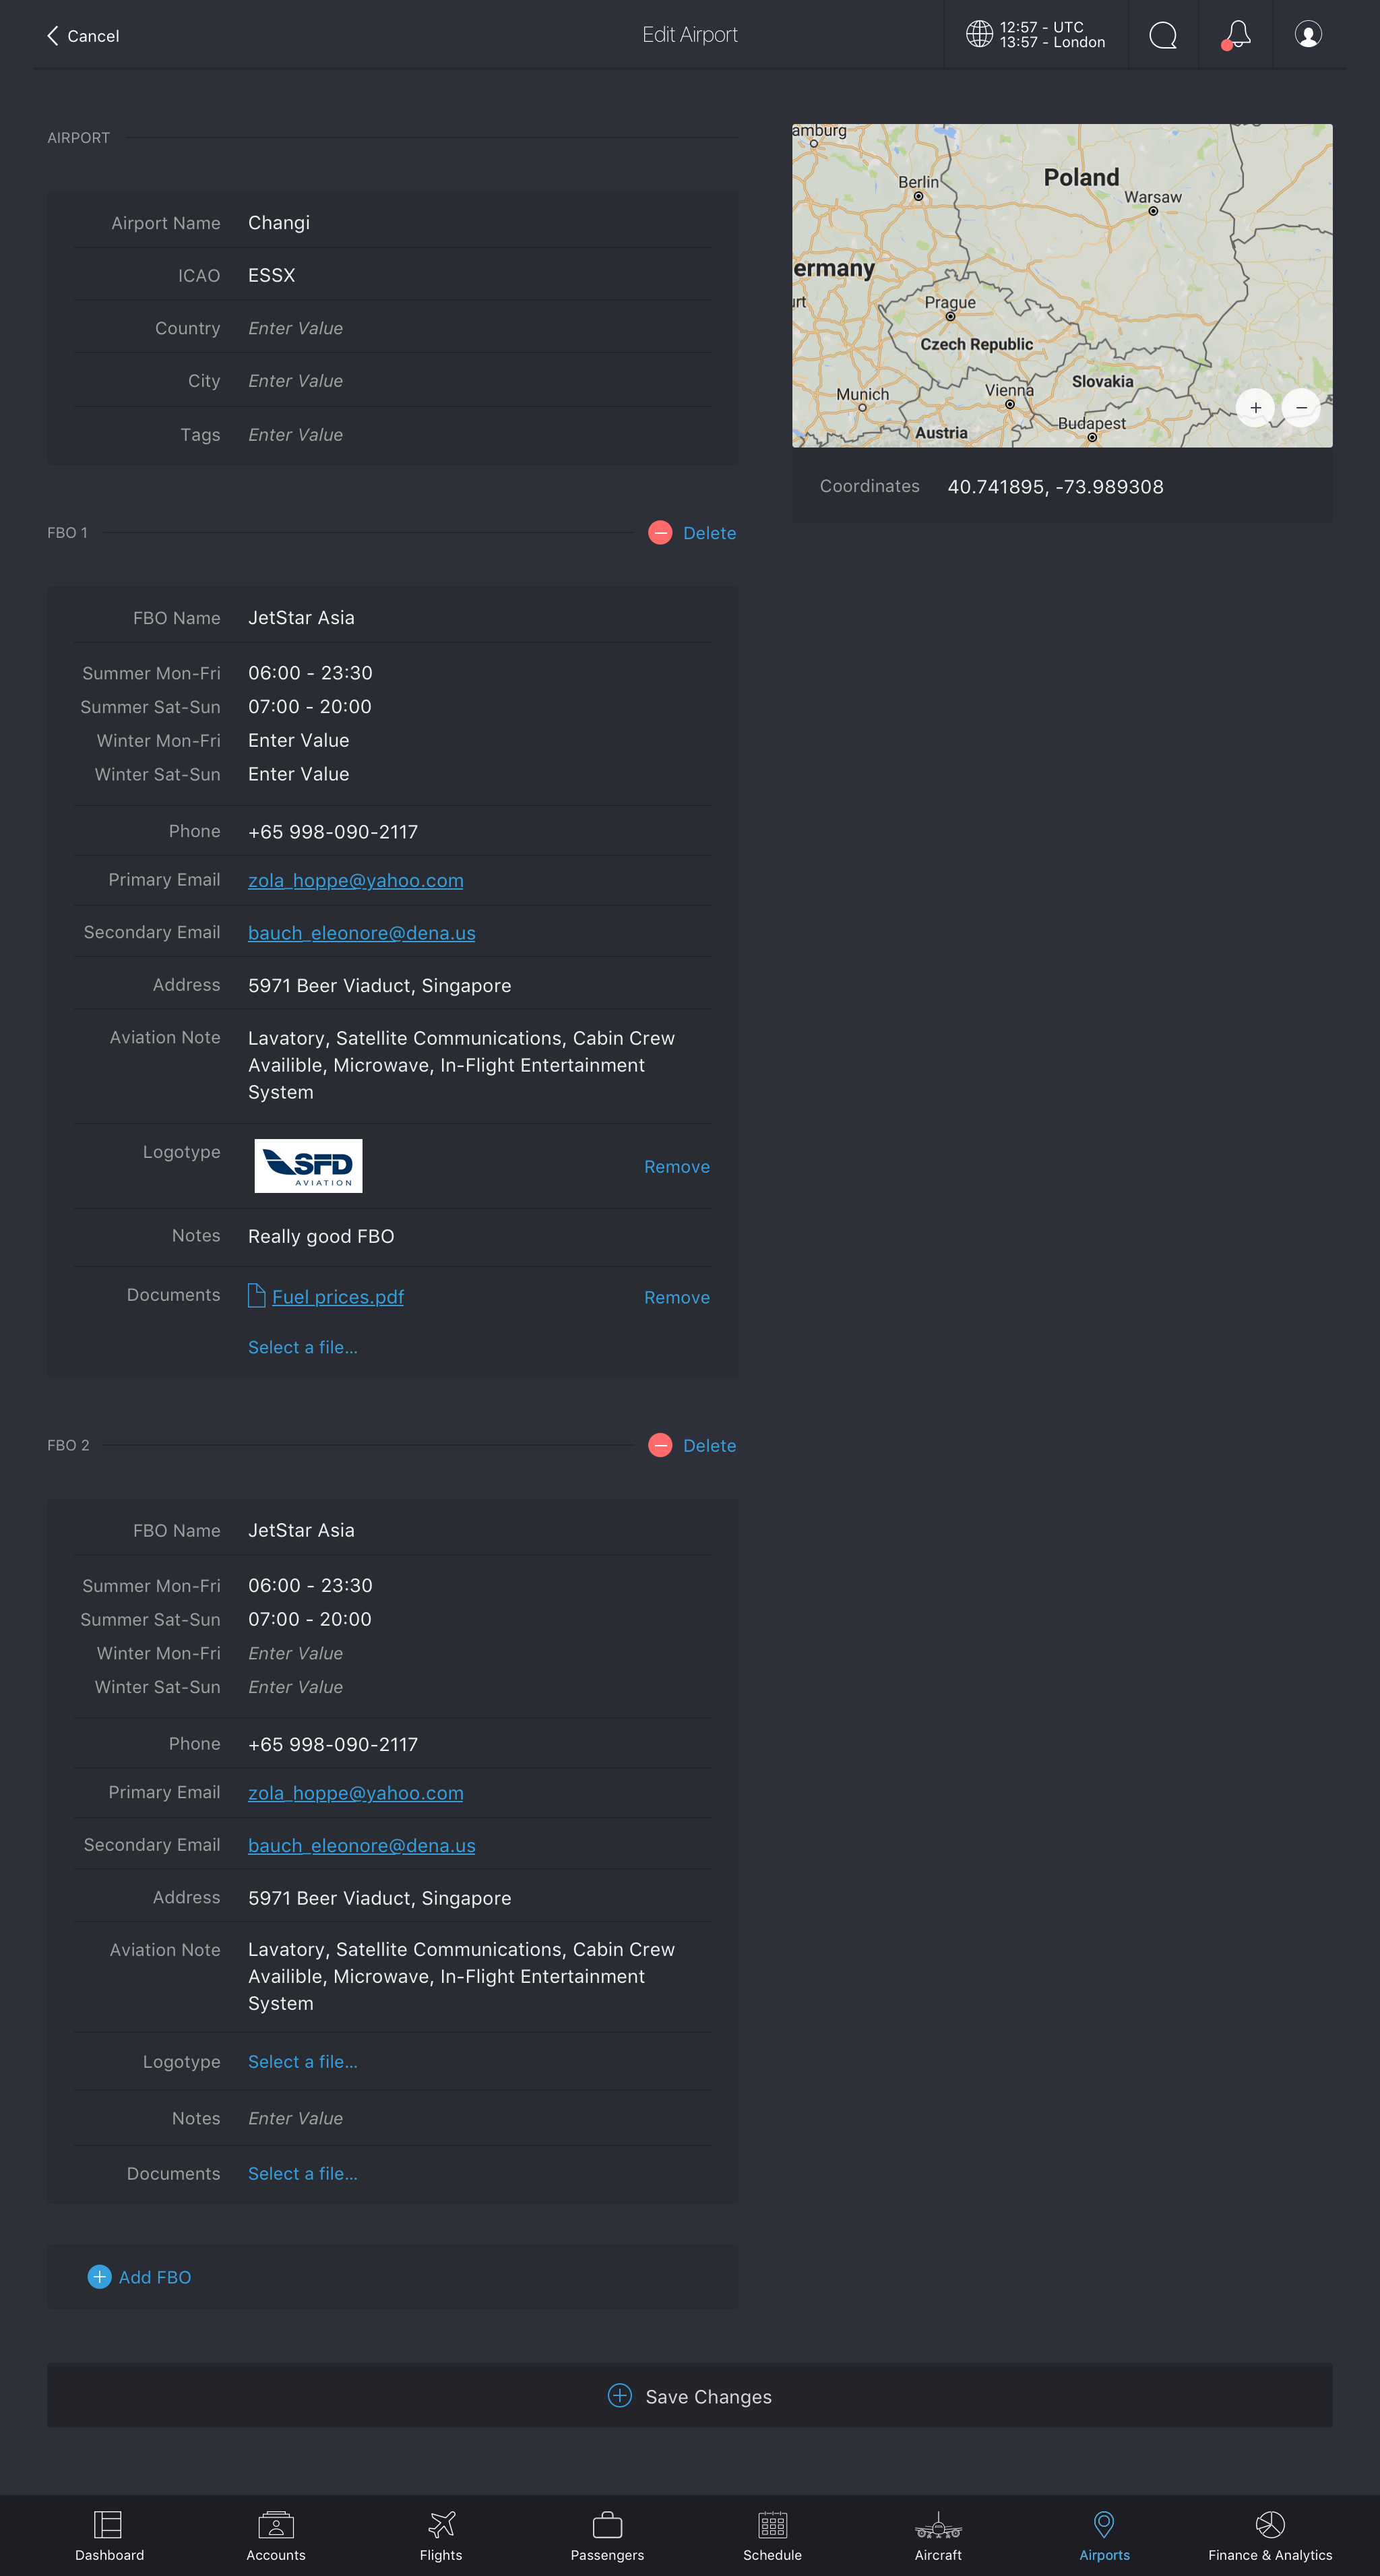 Cancel
Edit Airport
12:57 - UTC
13:57 - London
AIRPORT
Airport Name Changi
ICAO ESSX
Country Enter Value
City Enter Value
Tags Enter Value
amburg
Berlin
Poland
Warsaw
ermany
urt
Prague
Czech Republic
Munich
Vienna
Slovakia
Budapest
Austria
Coordinates 40.741895, -73.989308
FBO 1
Delete
FBO Name JetStar Asia
Summer Mon-Fri 06:00 - 23:30
Summer Sat-Sun 07:00 - 20:00
Winter Mon-Fri Enter Value
Winter Sat-Sun Enter Value
Phone +65 998-090-2117
Primary Email zola_hoppe@yahoo.com
Secondary Email bauch_eleonore@dena.us
Address 5971 Beer Viaduct, Singapore
Aviation Note Lavatory, Satellite Communications, Cabin Crew
Availible, Microwave, In-Flight Entertainment
System
Logotype
SFD
AVIATION
Remove
Notes Really good FBO
Documents Fuel prices.pdf Remove
Select a file...
FBO 2
Delete
FBO Name JetStar Asia
Summer Mon-Fri 06:00 - 23:30
Summer Sat-Sun 07:00 - 20:00
Winter Mon-Fri Enter Value
Winter Sat-Sun Enter Value
Phone +65 998-090-2117
Primary Email zola_hoppe@yahoo.com
Secondary Email bauch_eleonore@dena.us
Address 5971 Beer Viaduct, Singapore
Aviation Note Lavatory, Satellite Communications, Cabin Crew
Availible, Microwave, In-Flight Entertainment
System
Logotype Select a file...
Notes Enter Value
Documents Select a file...
Add FBO
Save Changes
Dashboard Accounts Flights Passengers Schedule Aircraft Airports Finance & Analytics